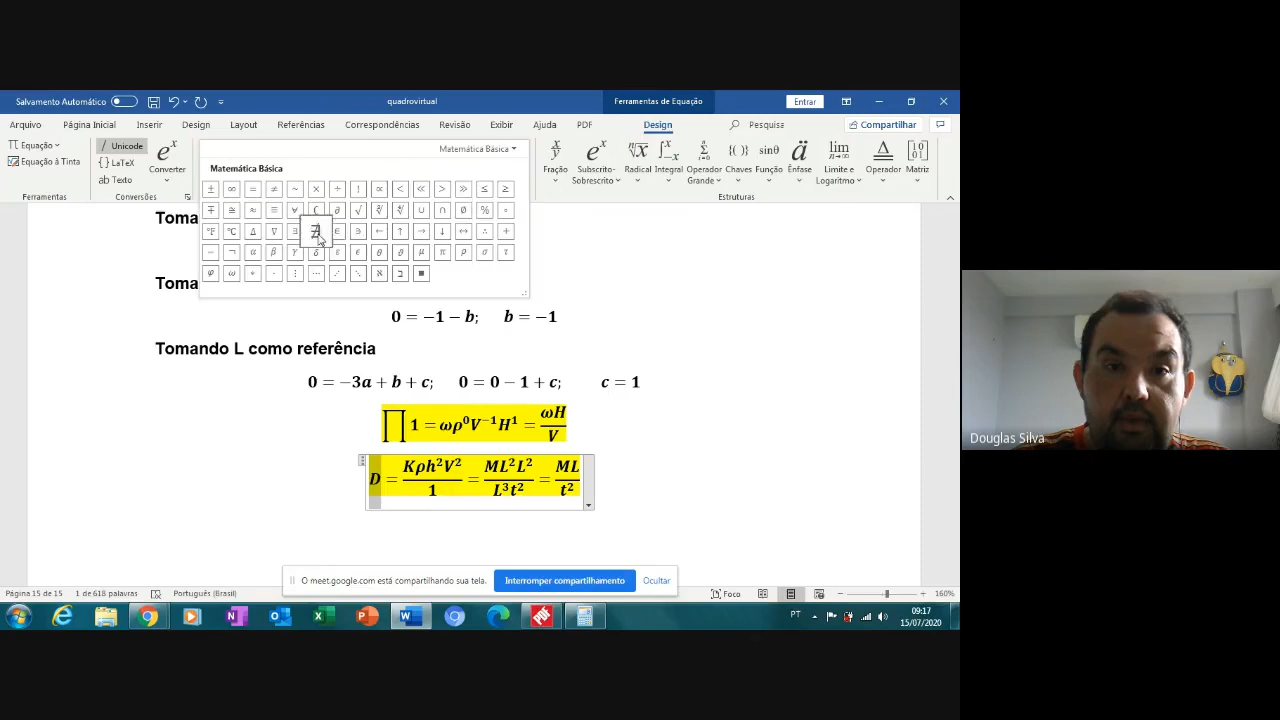 Salvamento Automático
quadrovirtual
Ferramentas de Equação
Entrar
Arquivo Página Inicial Inserir Design Layout Referências Correspondências Revisão Exibir Ajuda PDF Design Pesquisa Compartilhar
Equação
Equação à Tinta
Unicode
{ } LaTeX
ab Texto
e^x
Converter
Ferramentas
Conversões
Matemática Básica
Matemática Básica
± ∞ = ≠ ~ × ÷ ! ∝ < ≪ > ≫ ≤ ≥
∓ ≅ ≈ ≡ ∀ ∁ ∂ √ ∛ ∜ ∪ ∩ ∅ % °
°F °C ∆ ∇ ∃ ∄ ∈ ∋ ← ↑ → ↓ ↔ ∴ +
− ¬ α β γ δ ε ϵ θ ϑ μ π ρ σ τ
φ ω * ∙ ⋮ ⋯ ⋰ ⋱ ℵ ℶ ■
Fração Subscrito-Sobrescrito Radical Integral Operador Grande Chaves Função Ênfase Limite e Logaritmo Operador Matriz
Estruturas
Toma
Toma
0 = −1 − b; b = −1
Tomando L como referência
0 = −3a + b + c; 0 = 0 − 1 + c; c = 1
∏ 1 = ωρ⁰V⁻¹H¹ = ωH/V
D = Kρh²V²/1 = ML²L²/L³t² = ML/t²
O meet.google.com está compartilhando sua tela. Interromper compartilhamento Ocultar
Página 15 de 15 1 de 618 palavras Português (Brasil) Foco 160%
PT
09:17
15/07/2020
Douglas Silva